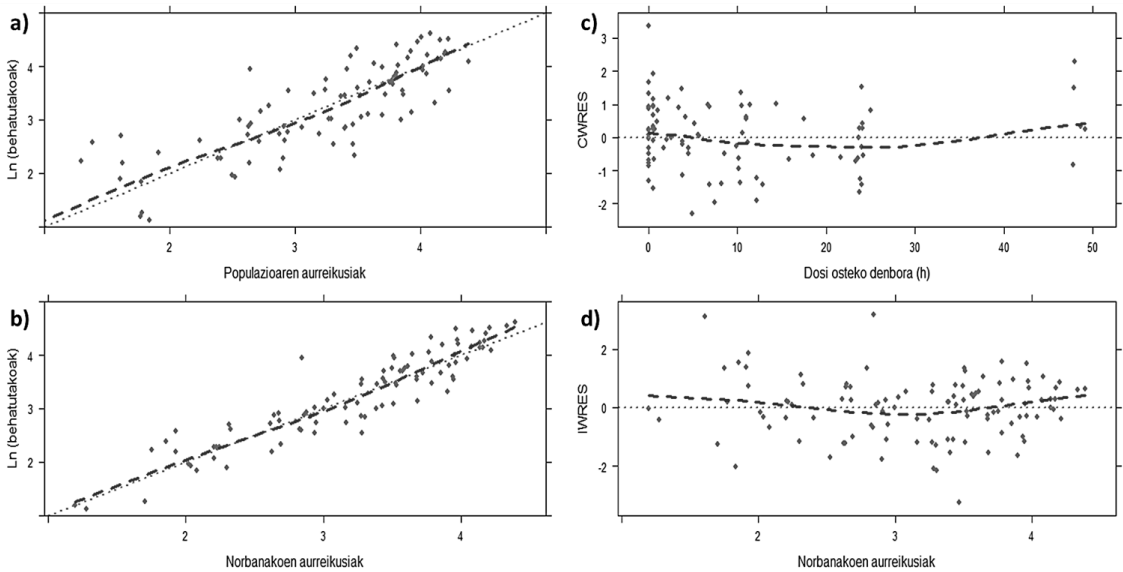 a)
Ln (behatutakoak)
4
3
2
2 3 4
Populazioaren aurreikusiak
b)
Ln (behatutakoak)
4
3
2
2 3 4
Norbanakoen aurreikusiak
c)
CWRES
3
2
1
0
-1
-2
0 10 20 30 40 50
Dosi osteko denbora (h)
d)
IWRES
2
0
-2
2 3 4
Norbanakoen aurreikusiak